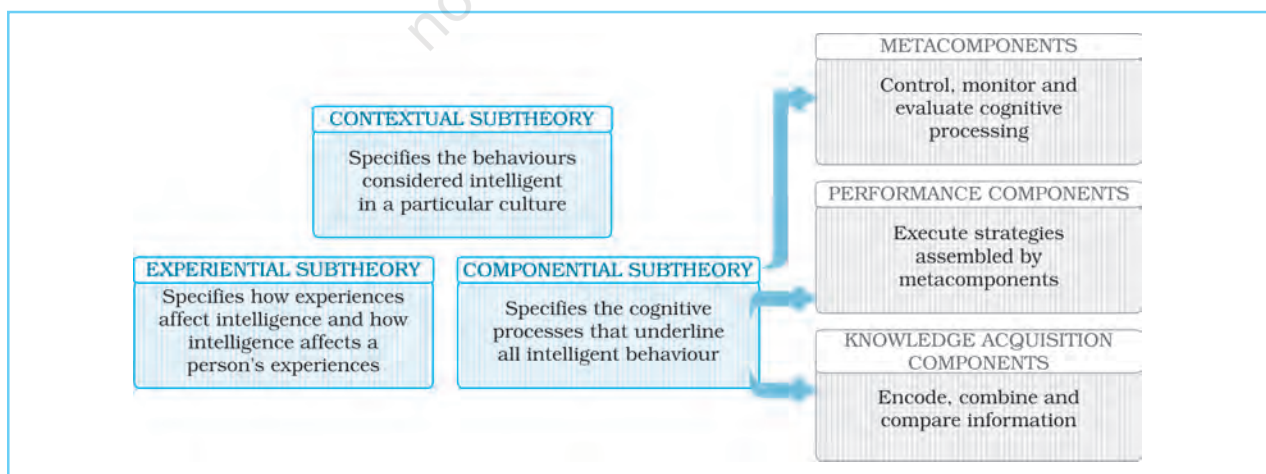 CONTEXTUAL SUBTHEORY
Specifies the behaviours
considered intelligent
in a particular culture
EXPERIENTIAL SUBTHEORY
Specifies how experiences
affect intelligence and how
intelligence affects a
person's experiences
COMPONENTIAL SUBTHEORY
Specifies the cognitive
processes that underline
all intelligent behaviour
METACOMPONENTS
Control, monitor and
evaluate cognitive
processing
PERFORMANCE COMPONENTS
Execute strategies
assembled by
metacomponents
KNOWLEDGE ACQUISITION
COMPONENTS
Encode, combine and
compare information